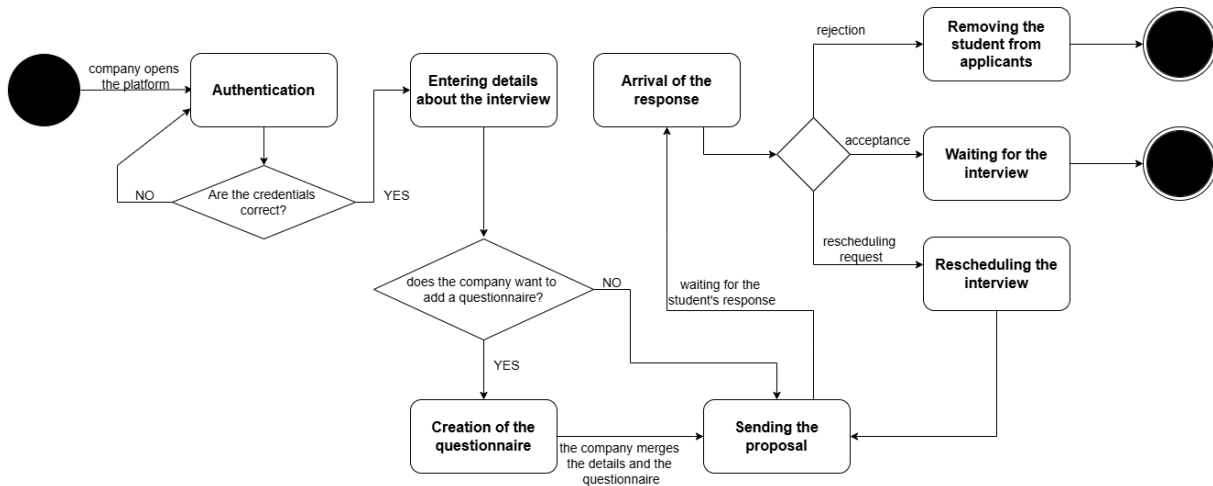 company opens
the platform
Authentication
Are the credentials
correct?
NO
YES
Entering details
about the interview
does the company want to
add a questionnaire?
NO
YES
Creation of the
questionnaire
the company merges
the details and the
questionnaire
Sending the
proposal
waiting for the
student's response
Arrival of the
response
rejection
Removing the
student from
applicants
acceptance
Waiting for the
interview
rescheduling
request
Rescheduling the
interview